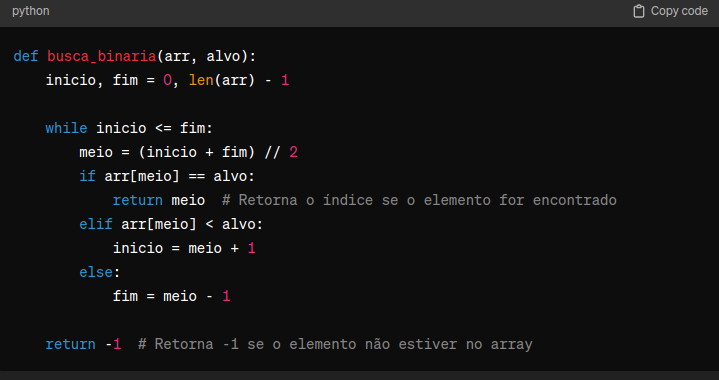 python
Copy code
def busca_binaria(arr, alvo):
    inicio, fim = 0, len(arr) - 1
    while inicio <= fim:
        meio = (inicio + fim) // 2
        if arr[meio] == alvo:
            return meio  # Retorna o índice se o elemento for encontrado
        elif arr[meio] < alvo:
            inicio = meio + 1
        else:
            fim = meio - 1
    return -1  # Retorna -1 se o elemento não estiver no array